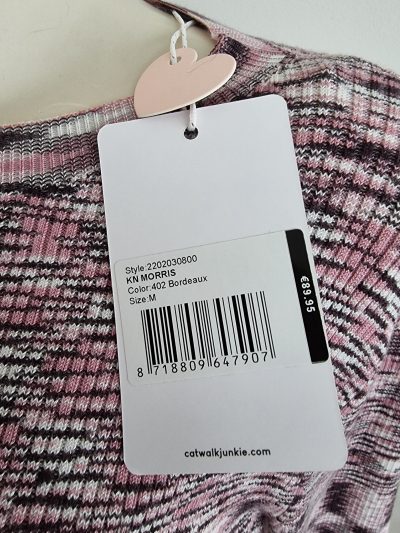 Style:2202030800
KN MORRIS
Color:402 Bordeaux
Size:M
€89.95
8 718809 647907
catwalkjunkie.com